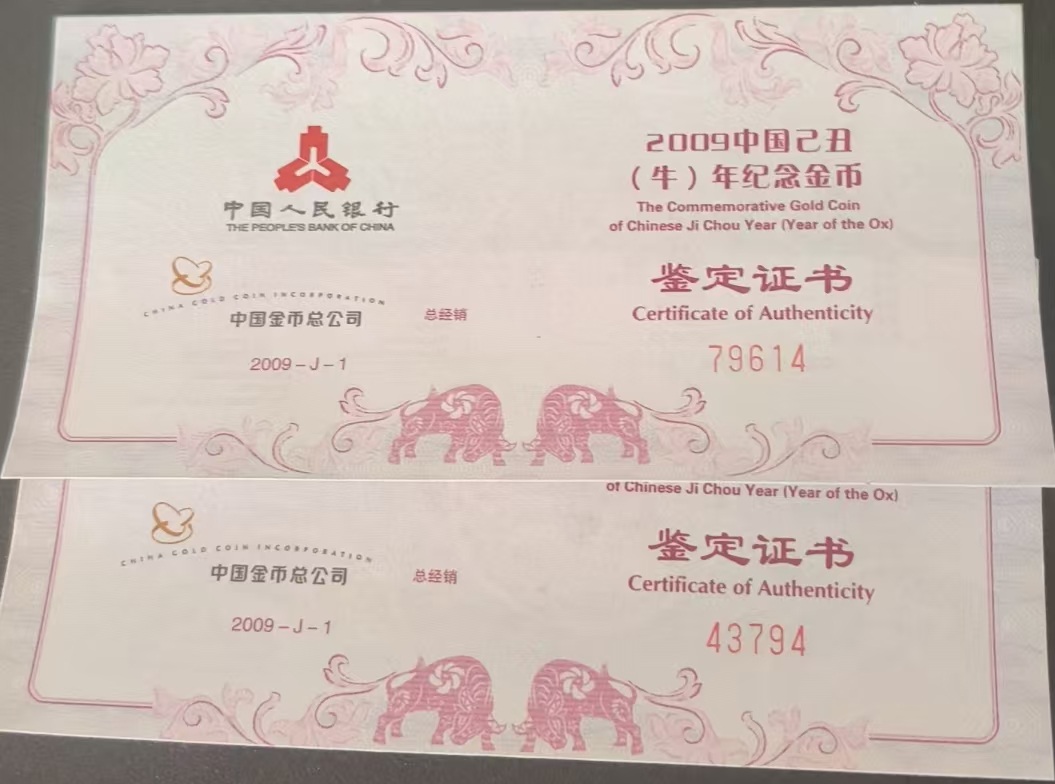 中国人民银行
THE PEOPLE'S BANK OF CHINA
CHINA GOLD COIN INCORPORATION
中国金币总公司
总经销
2009-J-1
2009中国己丑
（牛）年纪念金币
The Commemorative Gold Coin
of Chinese Ji Chou Year (Year of the Ox)
鉴定证书
Certificate of Authenticity
79614
CHINA GOLD COIN INCORPORATION
中国金币总公司
总经销
2009-J-1
of Chinese Ji Chou Year (Year of the Ox)
鉴定证书
Certificate of Authenticity
43794